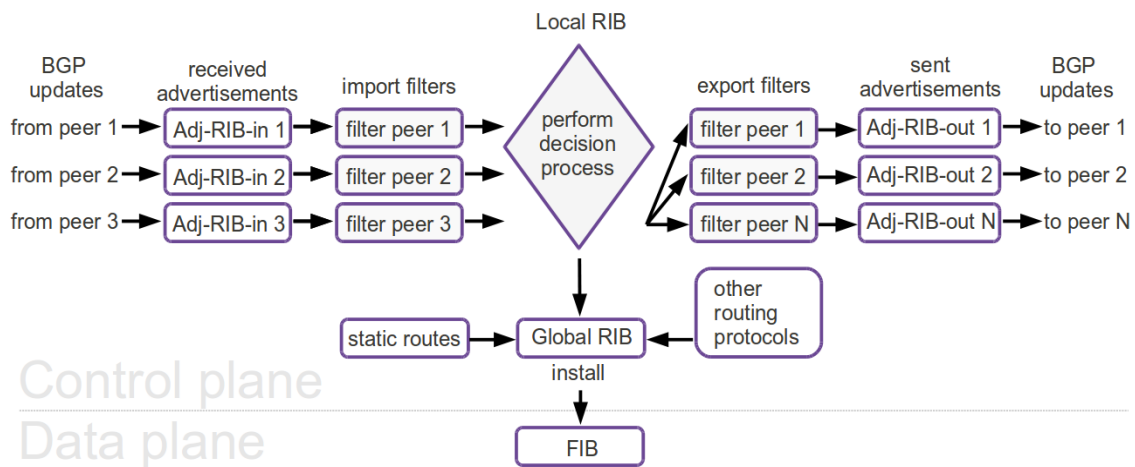 Local RIB
BGP
updates
received
advertisements
import filters
export filters
sent
advertisements
BGP
updates
from peer 1
Adj-RIB-in 1
filter peer 1
perform
decision
process
filter peer 1
Adj-RIB-out 1
to peer 1
from peer 2
Adj-RIB-in 2
filter peer 2
filter peer 2
Adj-RIB-out 2
to peer 2
from peer 3
Adj-RIB-in 3
filter peer 3
filter peer N
Adj-RIB-out N
to peer N
static routes
Global RIB
other
routing
protocols
install
Control plane
Data plane
FIB